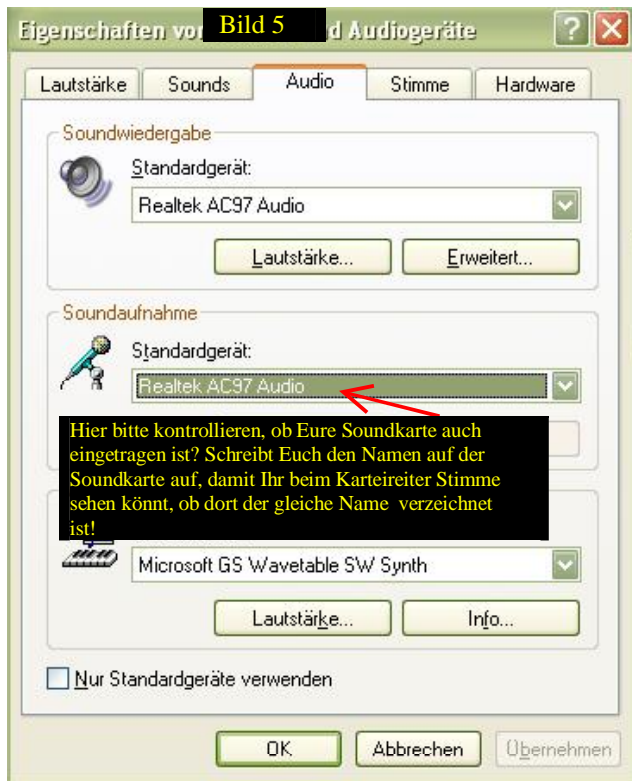 Eigenschaften von Bild 5 d Audiogeräte
Lautstärke Sounds Audio Stimme Hardware
Soundwiedergabe
Standardgerät:
Realtek AC97 Audio
Lautstärke... Erweitert...
Soundaufnahme
Standardgerät:
Realtek AC97 Audio
Hier bitte kontrollieren, ob Eure Soundkarte auch
eingetragen ist? Schreibt Euch den Namen auf der
Soundkarte auf, damit Ihr beim Karteireiter Stimme
sehen könnt, ob dort der gleiche Name verzeichnet
ist!
Microsoft GS Wavetable SW Synth
Lautstärke... Info...
Nur Standardgeräte verwenden
OK Abbrechen Übernehmen